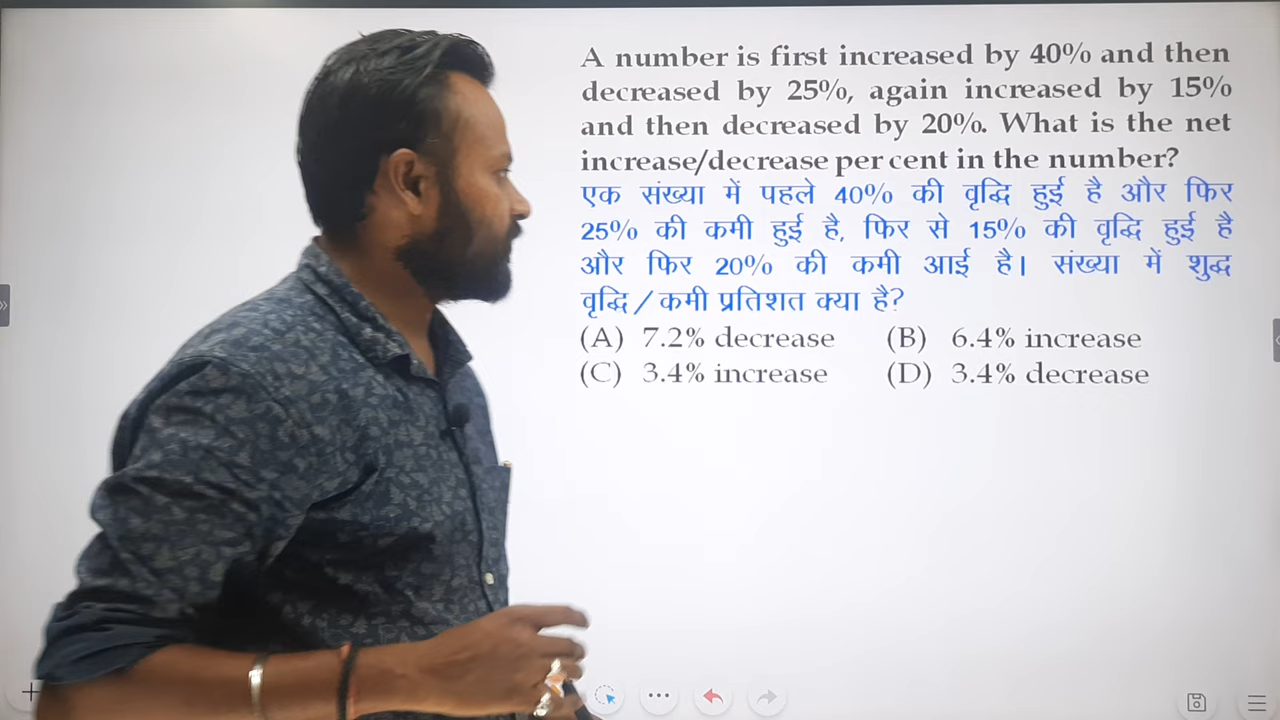 A number is first increased by 40% and then
decreased by 25%, again increased by 15%
and then decreased by 20%. What is the net
increase/decrease per cent in the number?
एक संख्या में पहले 40% की वृद्धि हुई है और फिर
25% की कमी हुई है, फिर से 15% की वृद्धि हुई है
और फिर 20% की कमी आई है। संख्या में शुद्ध
वृद्धि/कमी प्रतिशत क्या है?
(A) 7.2% decrease (B) 6.4% increase
(C) 3.4% increase (D) 3.4% decrease